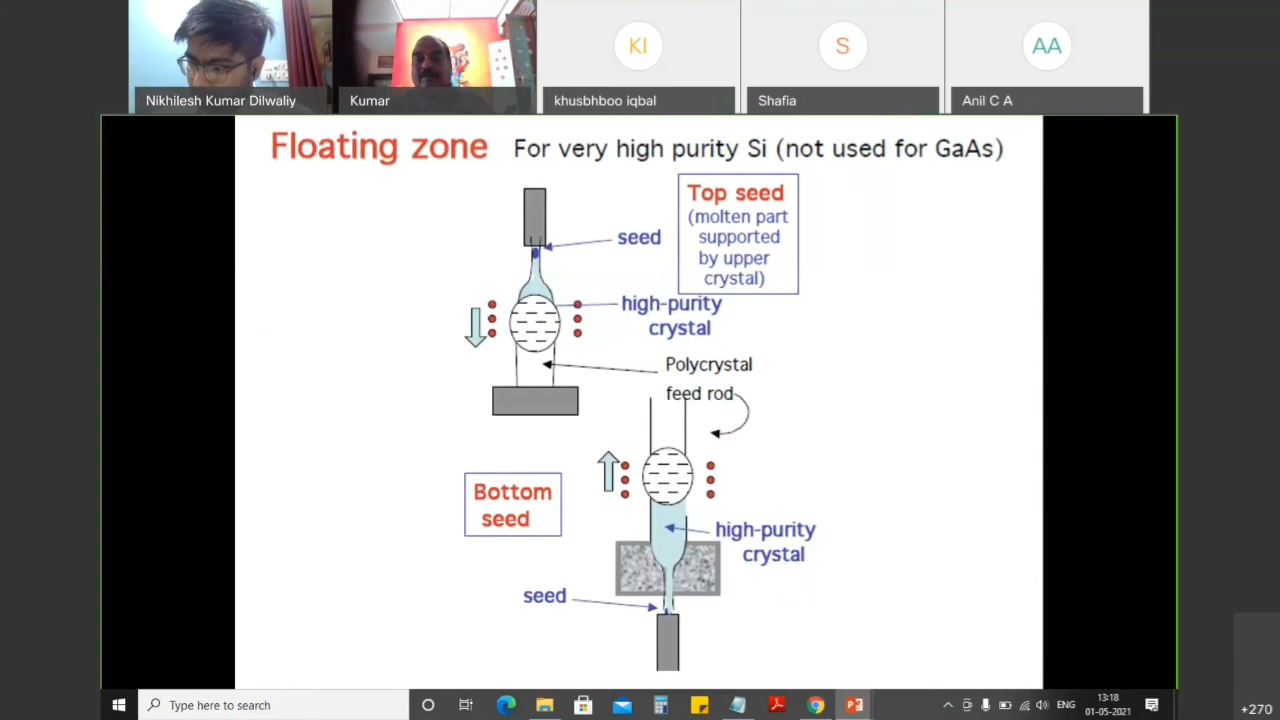 KI
S
AA
Nikhilesh Kumar Dilwaliy
Kumar
khusbhboo iqbal
Shafia
Anil C A
Floating zone For very high purity Si (not used for GaAs)
Top seed
(molten part
supported
by upper
crystal)
seed
high-purity
crystal
Polycrystal
feed rod
Bottom
seed
high-purity
crystal
seed
Type here to search
ENG
13:18
01-05-2021
+270